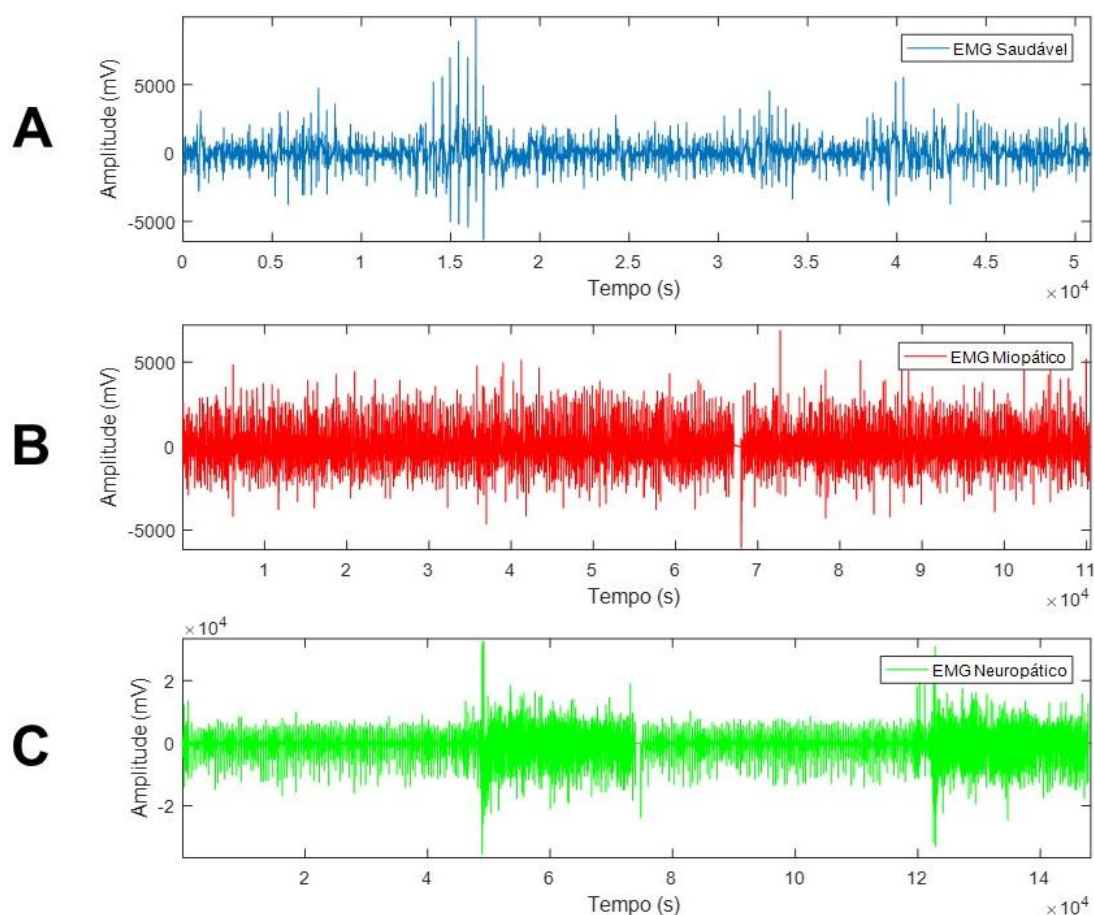 A
EMG Saudável
Amplitude (mV)
5000
0
-5000
0 0.5 1 1.5 2 2.5 3 3.5 4 4.5 5
Tempo (s)
×10⁴
B
EMG Miopático
Amplitude (mV)
5000
0
-5000
1 2 3 4 5 6 7 8 9 10 11
Tempo (s)
×10⁴
C
×10⁴
EMG Neuropático
Amplitude (mV)
2
0
-2
2 4 6 8 10 12 14
Tempo (s)
×10⁴